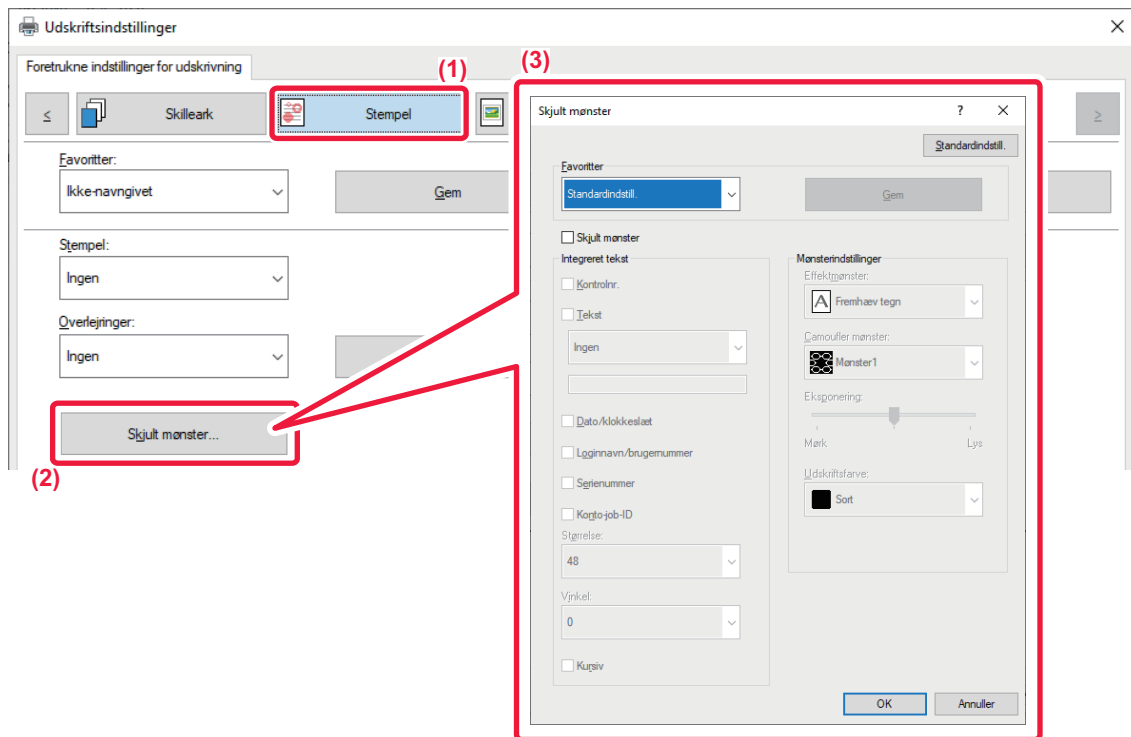 Udskriftsindstillinger
Foretrukne indstillinger for udskrivning
(1)
<
Skilleark
Stempel
>
Favoritter:
Ikke-navngivet
Gem
Stempel:
Ingen
Overlejringer:
Ingen
Skjult mønster...
(2)
(3)
Skjult mønster
?
Standardindstill.
Favoritter
Standardindstill.
Gem
Skjult mønster
Integreret tekst
Kontrolnr.
Tekst
Ingen
Dato/klokkeslæt
Loginnavn/brugernummer
Serienummer
Konto-job-ID
Størrelse:
48
Vinkel:
0
Kursiv
Mønsterindstillinger
Effektmønster:
A Fremhæv tegn
Camoufler mønster:
Mønster1
Eksponering:
Mørk Lys
Udskriftsfarve:
Sort
OK Annuller